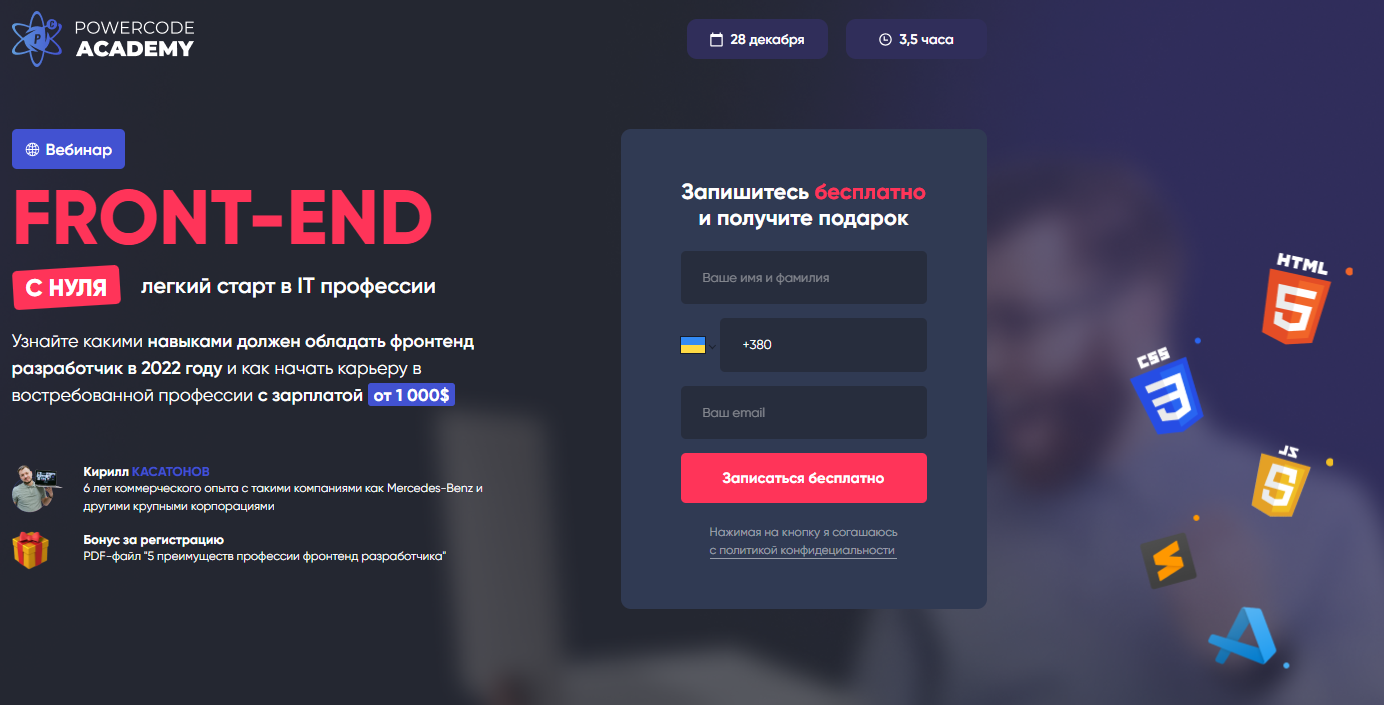 POWERCODE
ACADEMY
28 декабря
3,5 часа
Вебинар
FRONT-END
С НУЛЯ легкий старт в IT профессии
Узнайте какими навыками должен обладать фронтенд
разработчик в 2022 году и как начать карьеру в
востребованной профессии с зарплатой от 1 000$
Кирилл КАСАТОНОВ
6 лет коммерческого опыта с такими компаниями как Mercedes-Benz и
другими крупными корпорациями
Бонус за регистрацию
PDF-файл "5 преимуществ профессии фронтенд разработчика"
Запишитесь бесплатно
и получите подарок
Ваше имя и фамилия
+380
Ваш email
Записаться бесплатно
Нажимая на кнопку я согашаюсь
с политикой конфидециальности
HTML
5
CSS
3
JS
5